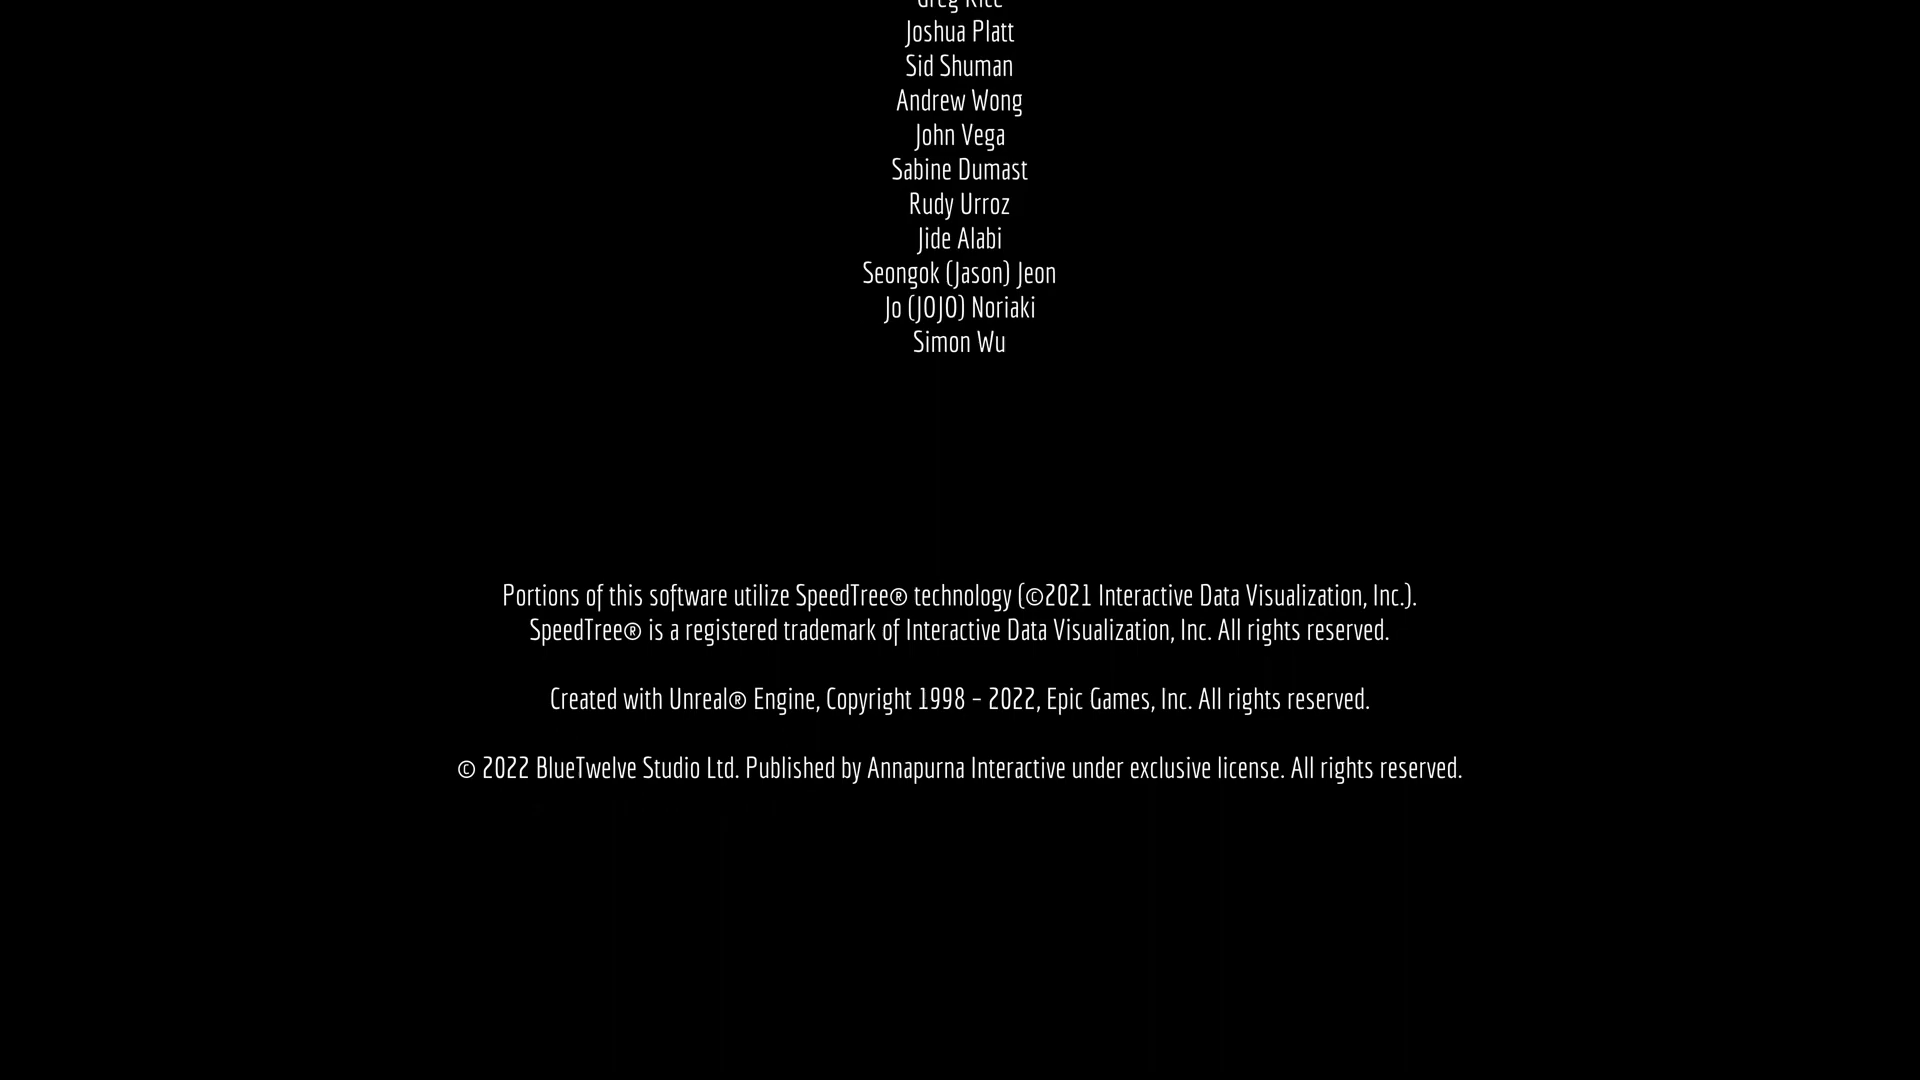 Greg Rice
Joshua Platt
Sid Shuman
Andrew Wong
John Vega
Sabine Dumast
Rudy Urroz
Jide Alabi
Seongok (Jason) Jeon
Jo (JOJO) Noriaki
Simon Wu
Portions of this software utilize SpeedTree® technology (©2021 Interactive Data Visualization, Inc.).
SpeedTree® is a registered trademark of Interactive Data Visualization, Inc. All rights reserved.
Created with Unreal® Engine, Copyright 1998 – 2022, Epic Games, Inc. All rights reserved.
© 2022 BlueTwelve Studio Ltd. Published by Annapurna Interactive under exclusive license. All rights reserved.